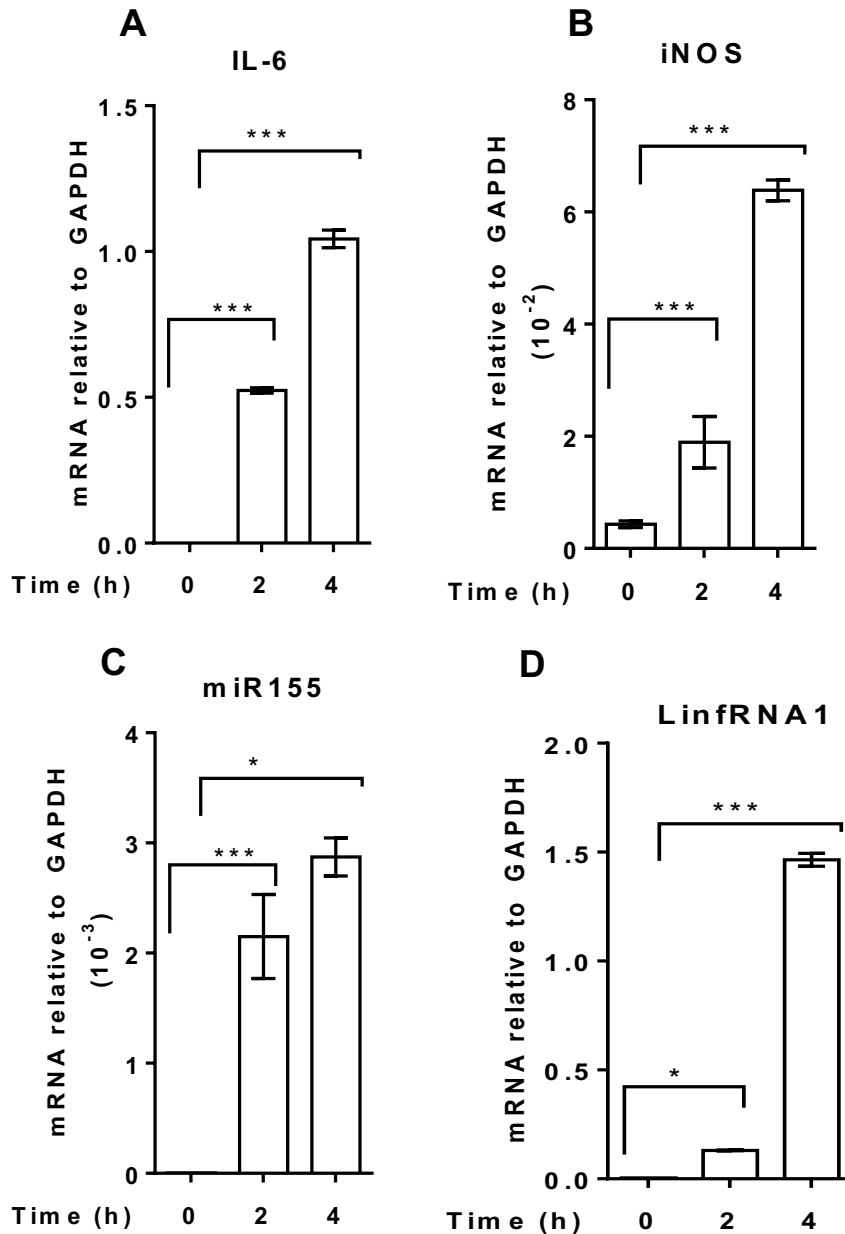 A
IL-6
mRNA relative to GAPDH
1.5
1.0
0.5
0.0
***
***
Time (h) 0 2 4
B
iNOS
mRNA relative to GAPDH
(10⁻²)
8
6
4
2
0
***
***
Time (h) 0 2 4
C
miR155
mRNA relative to GAPDH
(10⁻³)
4
3
2
1
0
*
***
Time (h) 0 2 4
D
LinfRNA1
mRNA relative to GAPDH
2.0
1.5
1.0
0.5
0.0
***
*
Time (h) 0 2 4